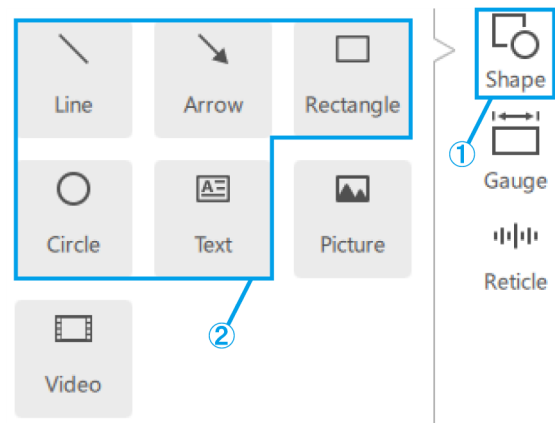 Line Arrow Rectangle
Circle Text Picture
Video
②
Shape
①
Gauge
Reticle